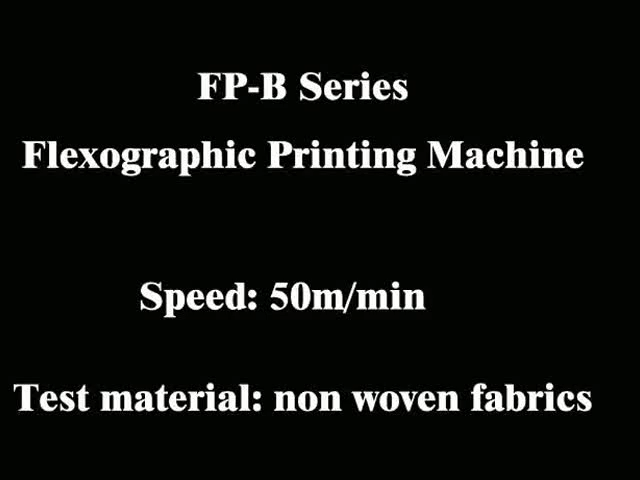 FP-B Series
Flexographic Printing Machine
Speed: 50m/min
Test material: non woven fabrics